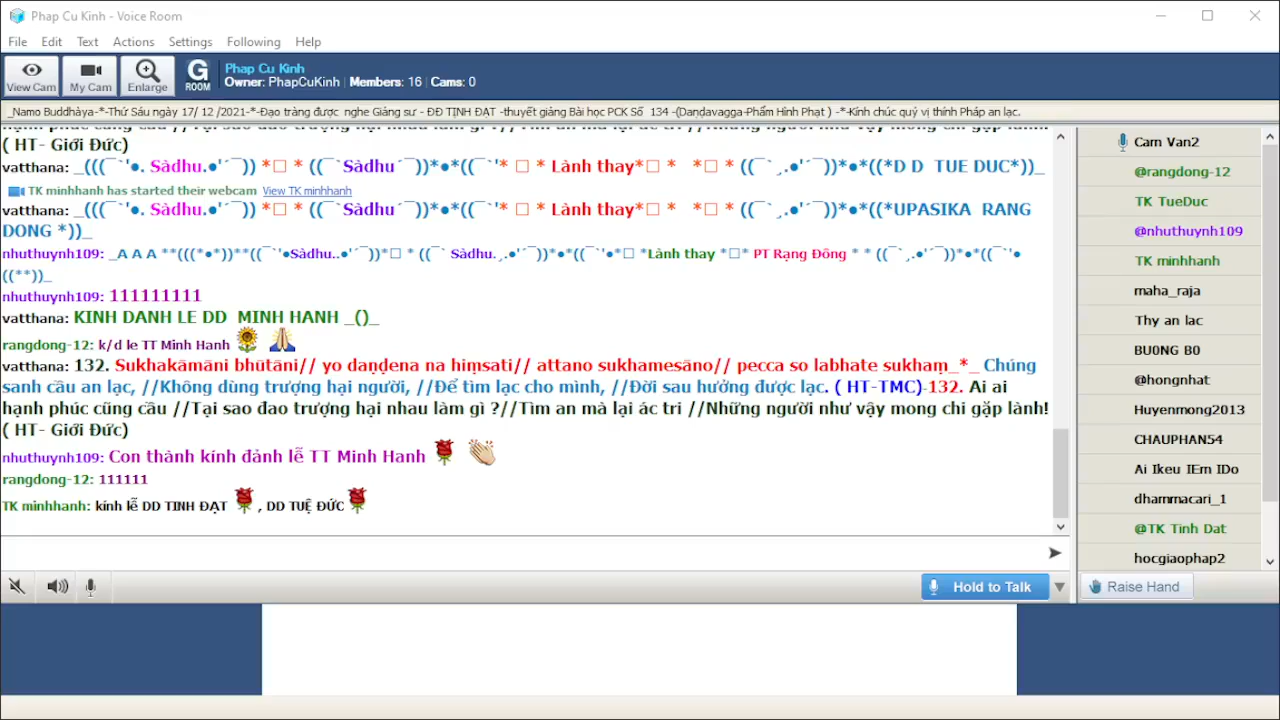 Phap Cu Kinh - Voice Room
File Edit Text Actions Settings Following Help
View Cam My Cam Enlarge G ROOM
Phap Cu Kinh
Owner: PhapCuKinh | Members: 16 | Cams: 0
_Namo Buddhàya-*-Thứ Sáu ngày 17/ 12 /2021-*-Đạo tràng được nghe Giảng sư - ĐĐ TỊNH ĐẠT -thuyết giảng Bài học PCK Số 134 -(Daṇḍavagga-Phẩm Hình Phạt ) -*-Kính chúc quý vị thính Pháp an lạc.
( HT- Giới Đức)
vatthana: _(((¯`'•. Sàdhu.•'´¯)) *□ * ((¯`Sàdhu´¯))*•*((¯`'* □ * Lành thay*□ * *□ * ((¯`¸.•'´¯))*•*((*D D TUE DUC*))_
TK minhhanh has started their webcam View TK minhhanh
vatthana: _(((¯`'•. Sàdhu.•'´¯)) *□ * ((¯`Sàdhu´¯))*•*((¯`'* □ * Lành thay*□ * *□ * ((¯`¸.•'´¯))*•*((*UPASIKA RANG
DONG *))_
nhuthuynh109: _A A A **(((*•*))**((¯`'•Sàdhu..•'´¯))*□ * ((¯` Sàdhu.¸.•'´¯))*•*((¯`'•*□ *Lành thay *□* PT Rạng Đông * * ((¯`¸.•'´¯))*•*((¯`'•
((**))_
nhuthuynh109: 111111111
vatthana: KINH DANH LE DD MINH HANH _()_
rangdong-12: k/d le TT Minh Hanh 🌻 🙏
vatthana: 132. Sukhakāmāni bhūtāni// yo daṇḍena na hiṃsati// attano sukhamesāno// pecca so labhate sukhaṃ_*_ Chúng
sanh cầu an lạc, //Không dùng trượng hại người, //Để tìm lạc cho mình, //Đời sau hưởng được lạc. ( HT-TMC)-132. Ai ai
hạnh phúc cũng cầu //Tại sao đao trượng hại nhau làm gì ?//Tìm an mà lại ác tri //Những người như vậy mong chi gặp lành!
( HT- Giới Đức)
nhuthuynh109: Con thành kính đảnh lễ TT Minh Hanh 🌹 👏
rangdong-12: 111111
TK minhhanh: kính lễ DD TINH ĐẠT 🌹 , DD TUỆ ĐỨC 🌹
Hold to Talk
Cam Van2
@rangdong-12
TK TueDuc
@nhuthuynh109
TK minhhanh
maha_raja
Thy an lac
BU0NG B0
@hongnhat
Huyenmong2013
CHAUPHAN54
Ai Ikeu IEm IDo
dhammacari_1
@TK Tinh Dat
hocgiaophap2
Raise Hand